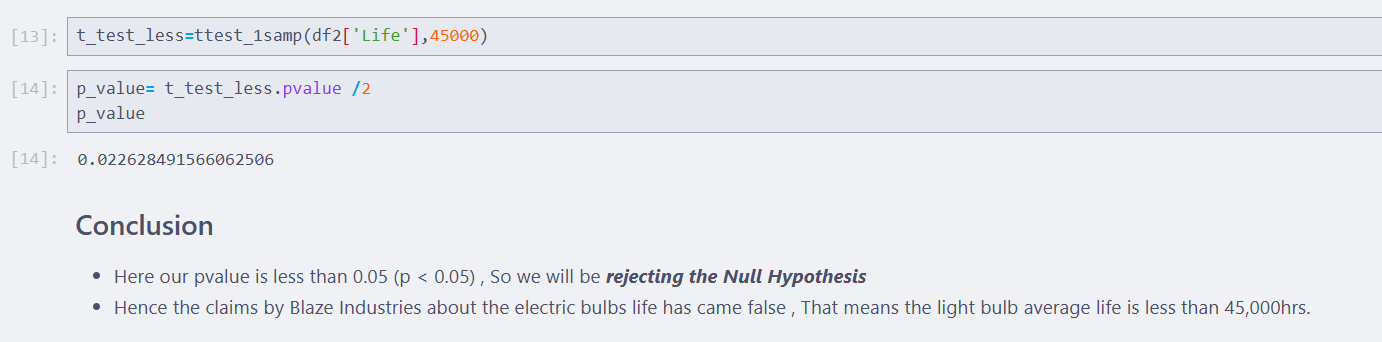 [13]: t_test_less=ttest_1samp(df2['Life'],45000)
[14]: p_value= t_test_less.pvalue /2
p_value
[14]: 0.022628491566062506
Conclusion
• Here our pvalue is less than 0.05 (p < 0.05) , So we will be rejecting the Null Hypothesis
• Hence the claims by Blaze Industries about the electric bulbs life has came false , That means the light bulb average life is less than 45,000hrs.